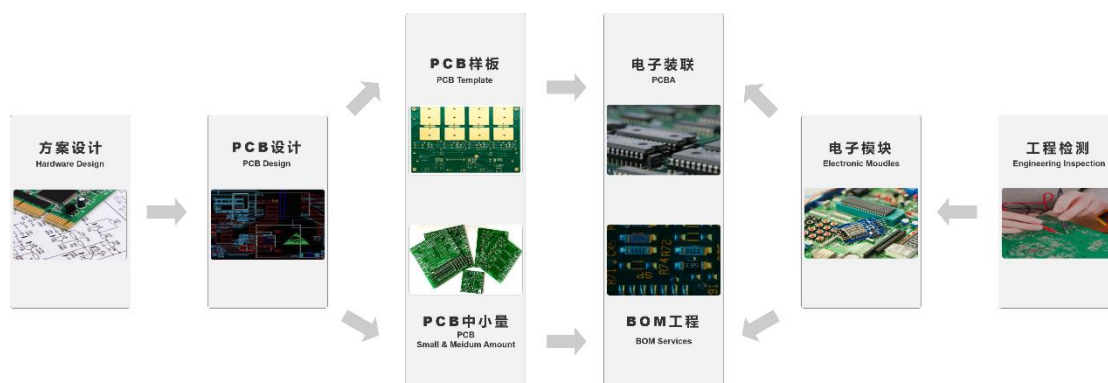 方案设计
Hardware Design
PCB设计
PCB Design
PCB样板
PCB Template
PCB中小量
PCB
Small & Meidum Amount
电子装联
PCBA
R74
R72
BOM工程
BOM Services
电子模块
Electronic Moudles
工程检测
Engineering Inspection